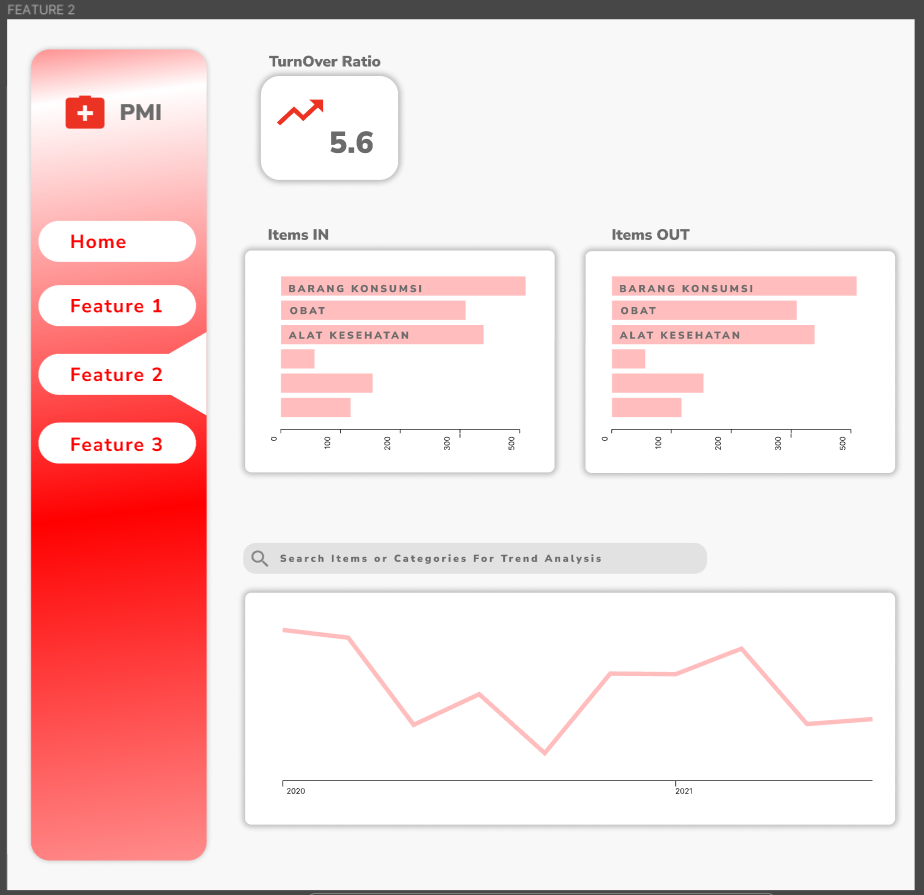 FEATURE 2
PMI
Home
Feature 1
Feature 2
Feature 3
TurnOver Ratio
5.6
Items IN
BARANG KONSUMSI
OBAT
ALAT KESEHATAN
0
100
200
300
500
Items OUT
BARANG KONSUMSI
OBAT
ALAT KESEHATAN
0
100
200
300
500
Search Items or Categories For Trend Analysis
2020
2021